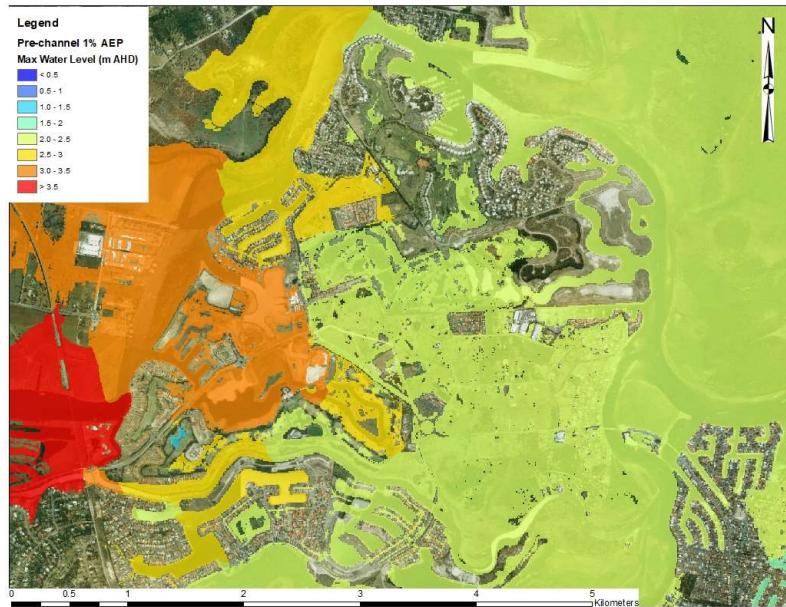 Legend
Pre-channel 1% AEP
Max Water Level (m AHD)
< 0.5
0.5 - 1
1.0 - 1.5
1.5 - 2
2.0 - 2.5
2.5 - 3
3.0 - 3.5
> 3.5
N
0 0.5 1 2 3 4 5
Kilometers